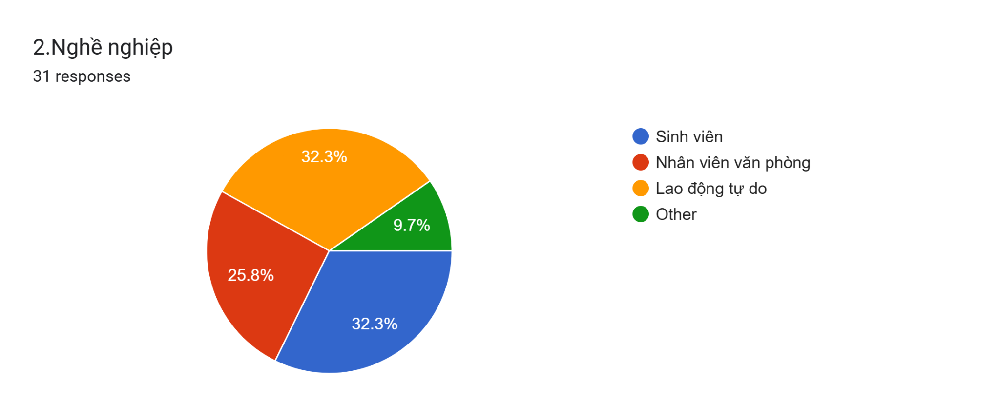 2.Nghề nghiệp
31 responses
32.3%
9.7%
25.8%
32.3%
Sinh viên
Nhân viên văn phòng
Lao động tự do
Other